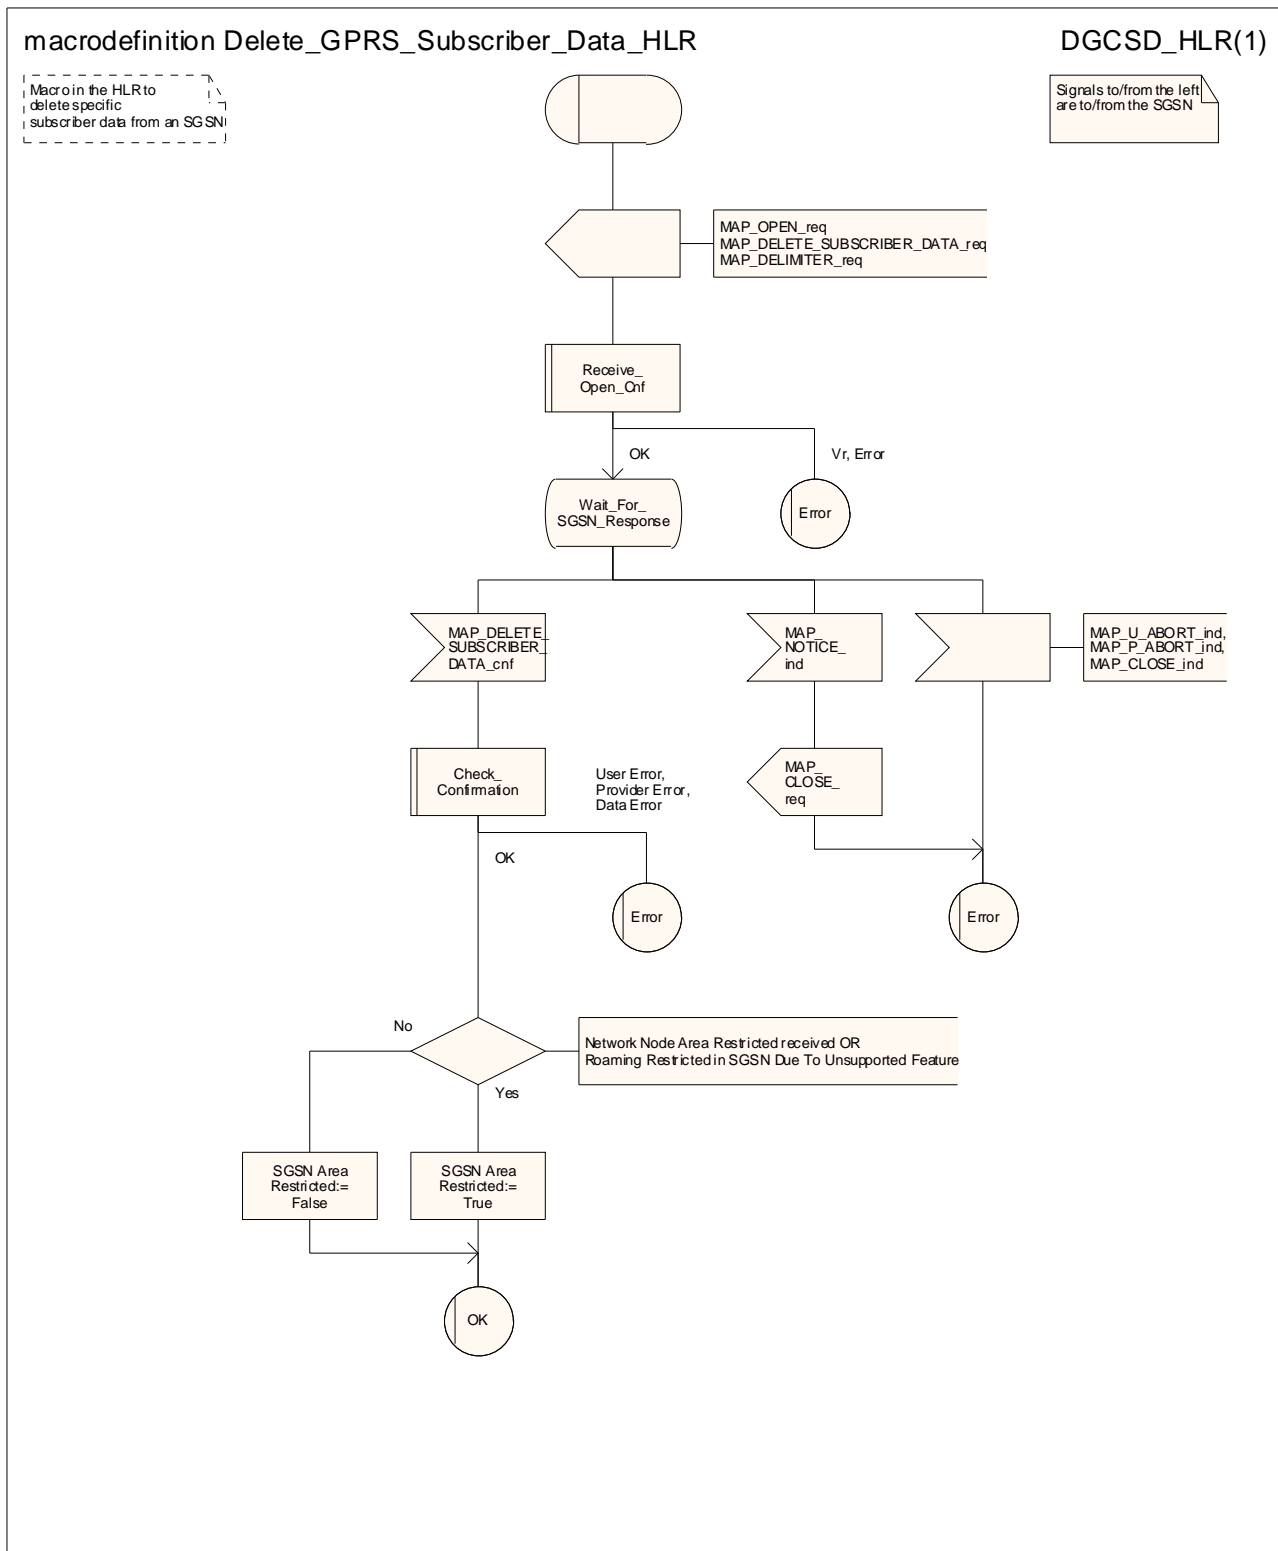 macrodefinition Delete_GPRS_Subscriber_Data_HLR
DGCSD_HLR(1)
Macro in the HLR to
delete specific
subscriber data from an SGSN
Signals to/from the left
are to/from the SGSN
MAP_OPEN_req
MAP_DELETE_SUBSCRIBER_DATA_req
MAP_DELIMITER_req
Receive_
Open_Cnf
OK
Vr, Error
Wait_For_
SGSN_Response
Error
MAP_DELETE_
SUBSCRIBER_
DATA_cnf
MAP_
NOTICE_
ind
MAP_U_ABORT_ind,
MAP_P_ABORT_ind,
MAP_CLOSE_ind
Check_
Confirmation
User Error,
Provider Error,
Data Error
MAP_
CLOSE_
req
OK
Error
Error
No
Network Node Area Restricted received OR
Roaming Restricted in SGSN Due To Unsupported Feature
Yes
SGSN Area
Restricted:=
False
SGSN Area
Restricted:=
True
OK